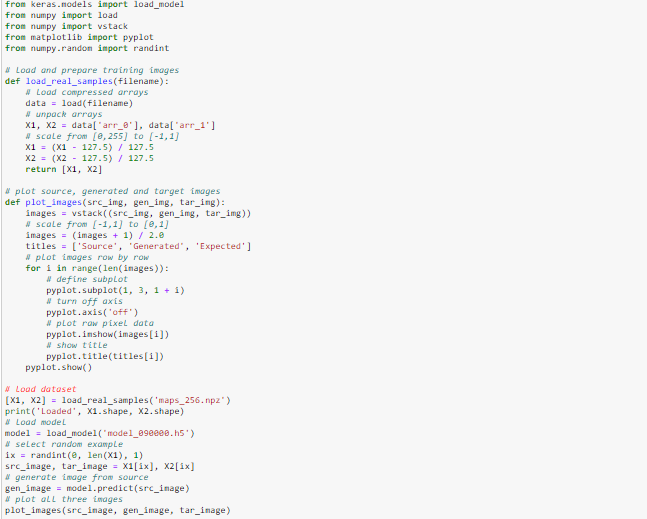 from keras.models import load_model
from numpy import load
from numpy import vstack
from matplotlib import pyplot
from numpy.random import randint
# load and prepare training images
def load_real_samples(filename):
# load compressed arrays
data = load(filename)
# unpack arrays
X1, X2 = data['arr_0'], data['arr_1']
# scale from [0,255] to [-1,1]
X1 = (X1 - 127.5) / 127.5
X2 = (X2 - 127.5) / 127.5
return [X1, X2]
# plot source, generated and target images
def plot_images(src_img, gen_img, tar_img):
images = vstack((src_img, gen_img, tar_img))
# scale from [-1,1] to [0,1]
images = (images + 1) / 2.0
titles = ['Source', 'Generated', 'Expected']
# plot images row by row
for i in range(len(images)):
# define subplot
pyplot.subplot(1, 3, 1 + i)
# turn off axis
pyplot.axis('off')
# plot raw pixel data
pyplot.imshow(images[i])
# show title
pyplot.title(titles[i])
pyplot.show()
# load dataset
[X1, X2] = load_real_samples('maps_256.npz')
print('Loaded', X1.shape, X2.shape)
# load model
model = load_model('model_090000.h5')
# select random example
ix = randint(0, len(X1), 1)
src_image, tar_image = X1[ix], X2[ix]
# generate image from source
gen_image = model.predict(src_image)
# plot all three images
plot_images(src_image, gen_image, tar_image)